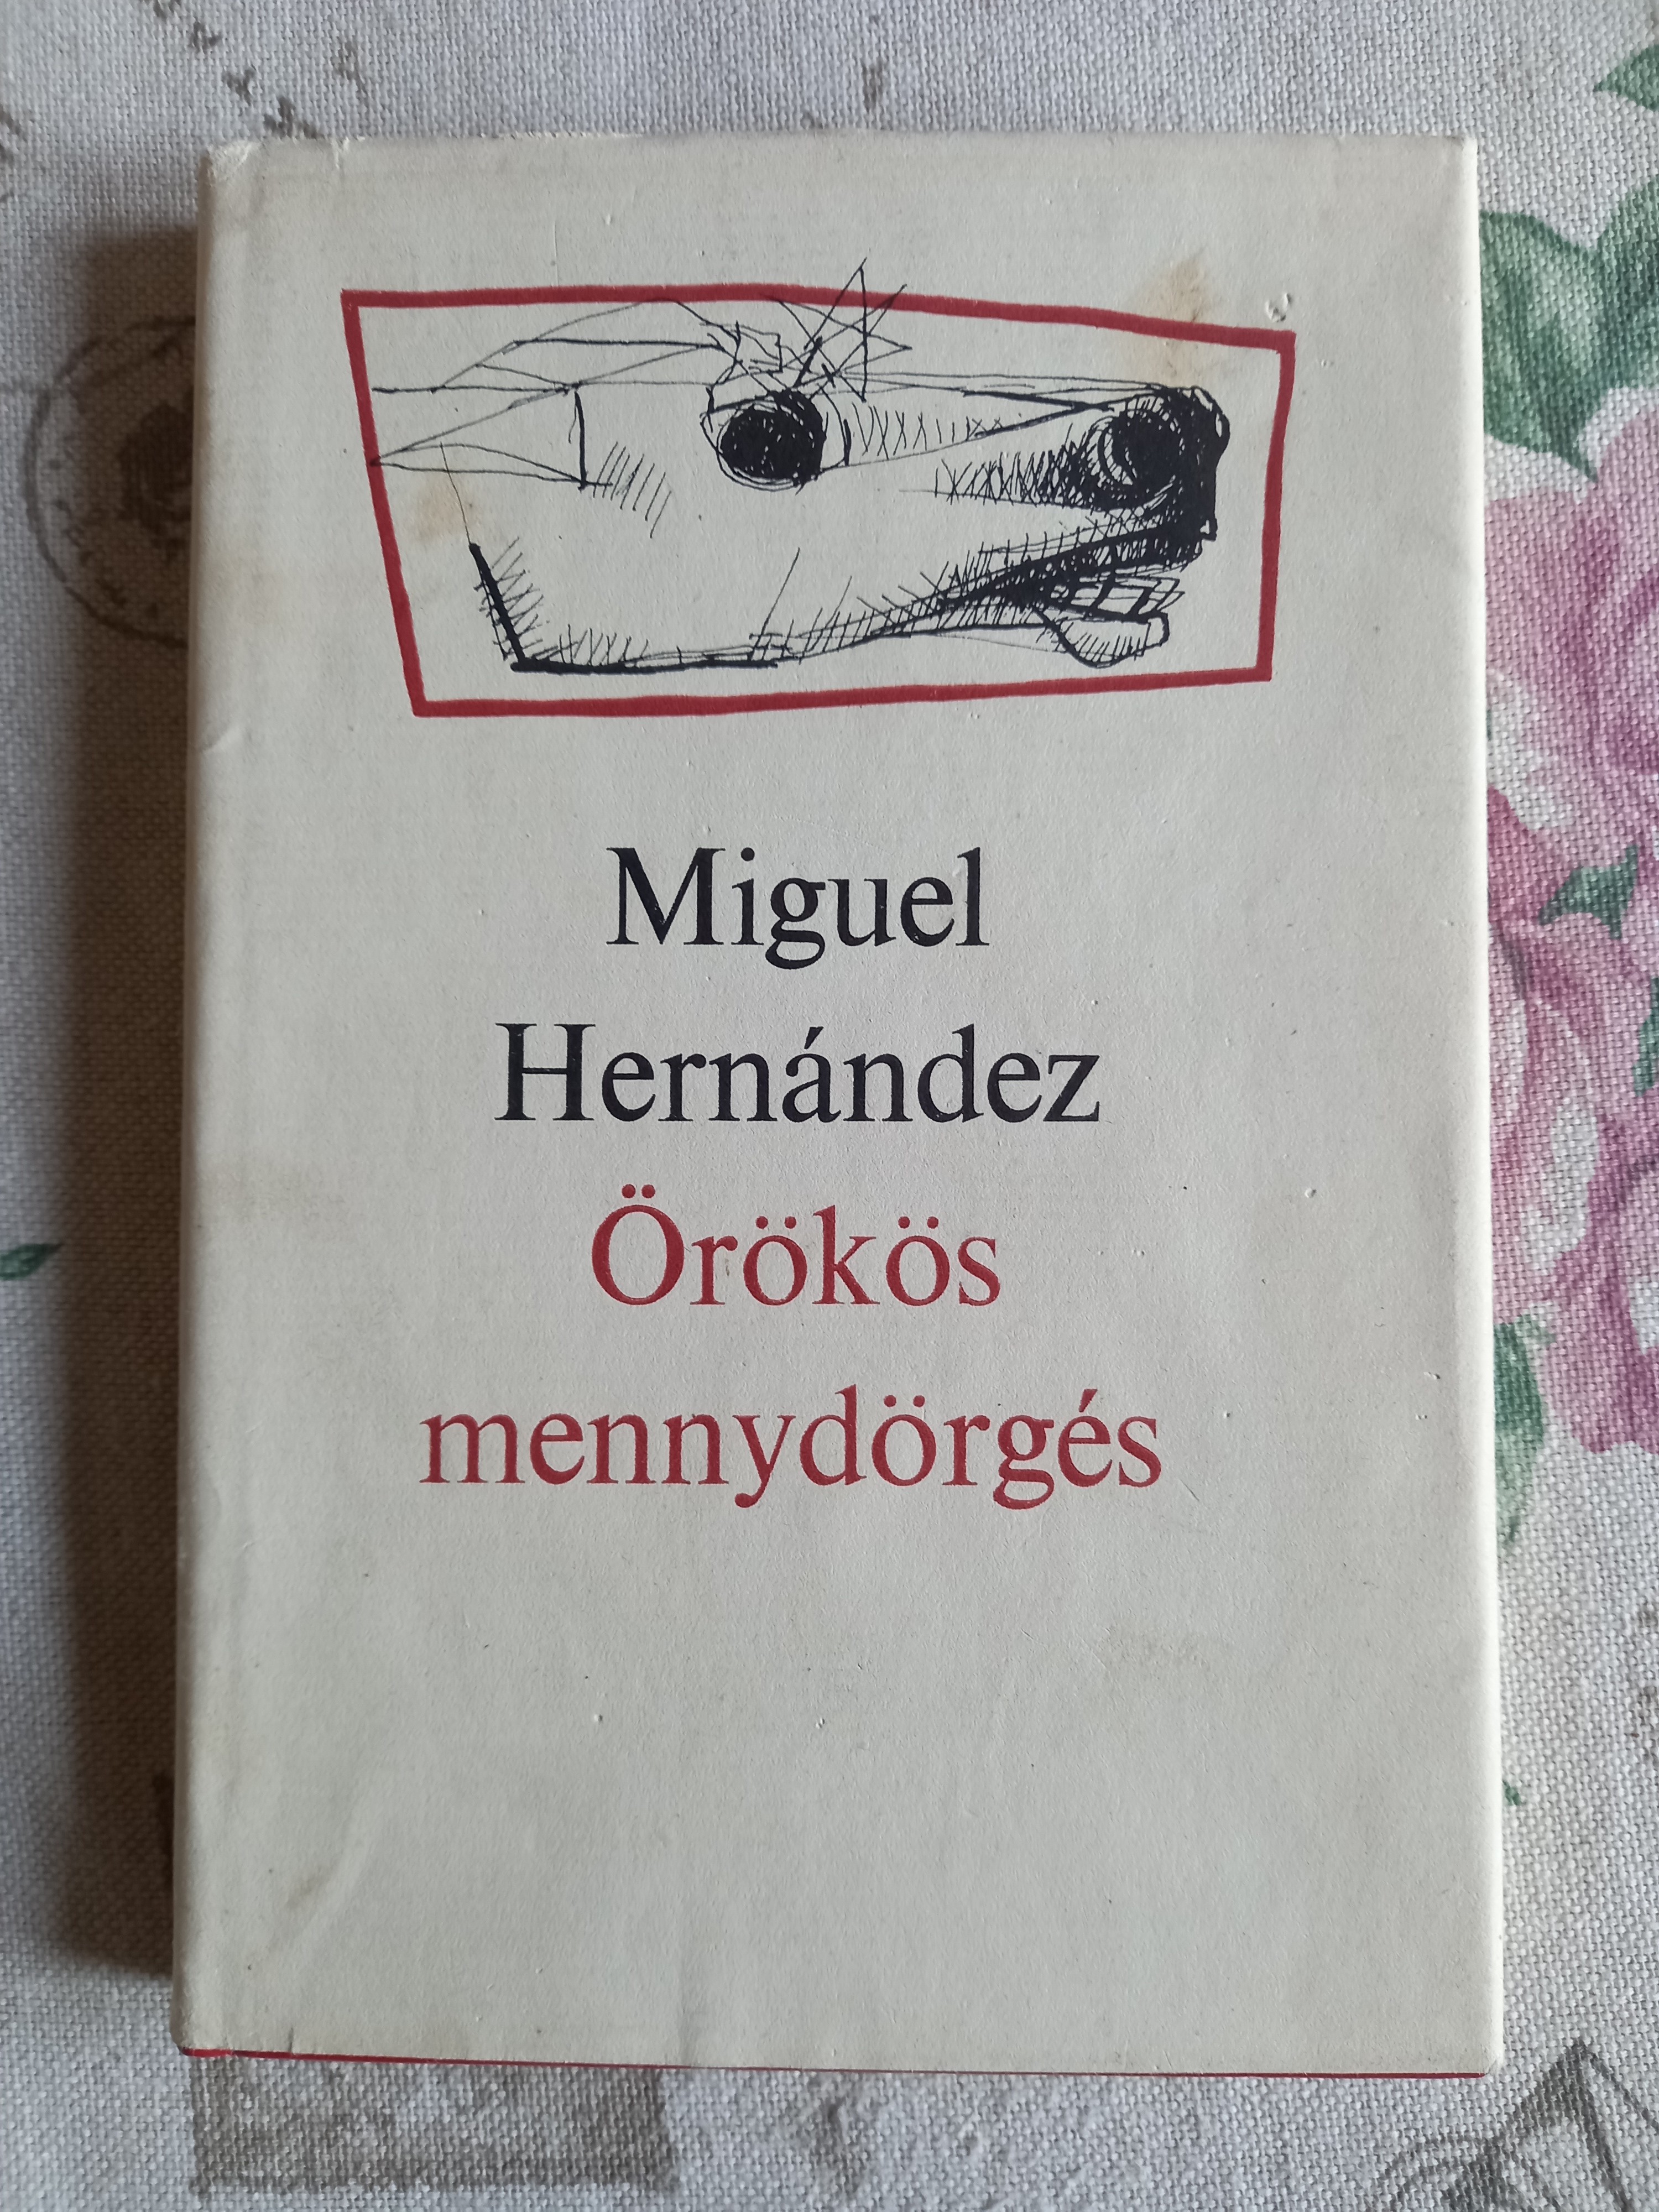 Miguel
Hernández
Örökös
mennydörgés